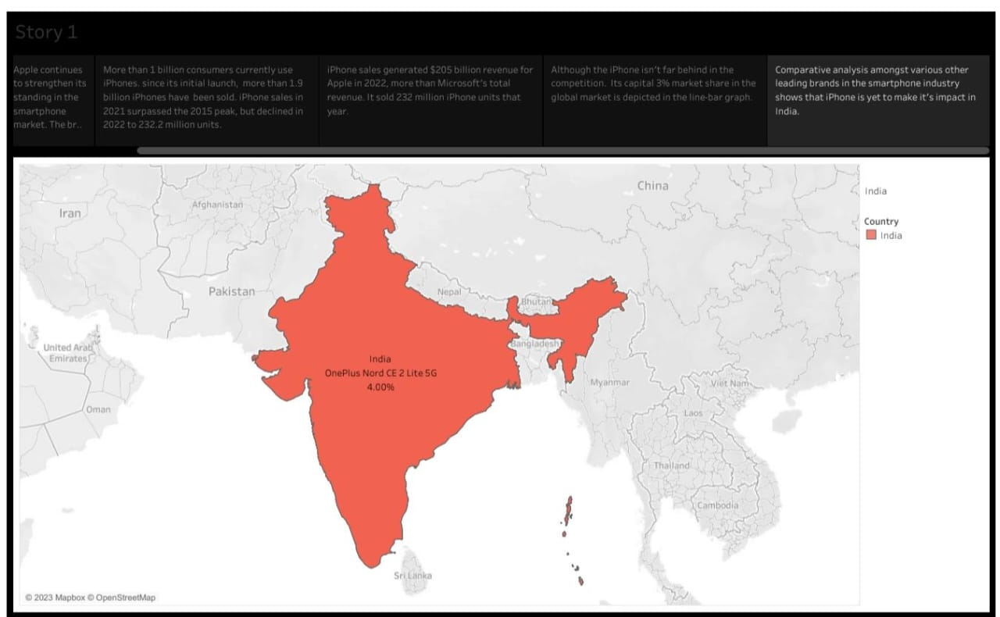 Story 1
Apple continues
to strengthen its
standing in the
smartphone
market. The br..
More than 1 billion consumers currently use
iPhones. since its initial launch, more than 1.9
billion iPhones have been sold. iPhone sales in
2021 surpassed the 2015 peak, but declined in
2022 to 232.2 million units.
iPhone sales generated $205 billion revenue for
Apple in 2022, more than Microsoft's total
revenue. It sold 232 million iPhone units that
year.
Although the iPhone isn't far behind in the
competition. Its capital 3% market share in the
global market is depicted in the line-bar graph.
Comparative analysis amongst various other
leading brands in the smartphone industry
shows that iPhone is yet to make it's impact in
India.
China
Iran
Afghanistan
Pakistan
Nepal
Bhutan
United Arab
Emirates
Bangladesh
India
OnePlus Nord CE 2 Lite 5G
4.00%
Myanmar
Viet Nam
Oman
Laos
Thailand
Cambodia
Sri Lanka
© 2023 Mapbox © OpenStreetMap
India
Country
India